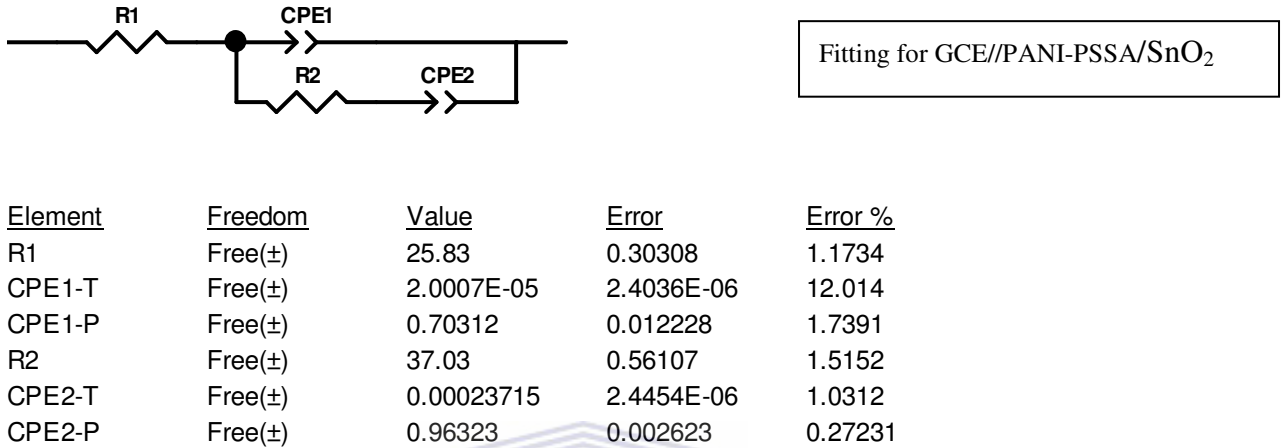 R1 CPE1
R2 CPE2
Fitting for GCE//PANI-PSSA/SnO₂
Element Freedom Value Error Error %
R1 Free(±) 25.83 0.30308 1.1734
CPE1-T Free(±) 2.0007E-05 2.4036E-06 12.014
CPE1-P Free(±) 0.70312 0.012228 1.7391
R2 Free(±) 37.03 0.56107 1.5152
CPE2-T Free(±) 0.00023715 2.4454E-06 1.0312
CPE2-P Free(±) 0.96323 0.002623 0.27231